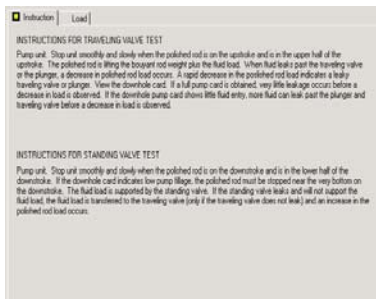 Instruction
Load
INSTRUCTIONS FOR TRAVELING VALVE TEST
Pump unit. Stop unit smoothly and slowly when the polished rod is on the upstroke and is in the upper half of the
upstroke. The polished rod is lifting the bouyant rod weight plus the fluid load. When fluid leaks past the traveling valve
or the plunger, a decrease in polished rod load occurs. A rapid decrease in the porlished rod load indicates a leaky
traveling valve or plunger. View the downhole card. If a full pump card is obtained, very little leakage occurs before a
decrease in load is observed. If the downhole pump card shows little fluid entry, more fluid can leak past the plunger and
traveling valve before a decrease in load is observed.
INSTRUCTIONS FOR STANDING VALVE TEST
Pump unit. Stop unit smoothly and slowly when the polished rod is on the downstroke and is in the lower half of the
downstroke. If the downhole card indicates low pump fillage, the polished rod must be stopped near the very bottom on
the downstroke. The fluid load is supported by the standing valve. If the standing valve leaks and will not support the
fluid load, the fluid load is transferred to the traveling valve (only if the traveling valve does not leak) and an increase in the
polished rod load occurs.